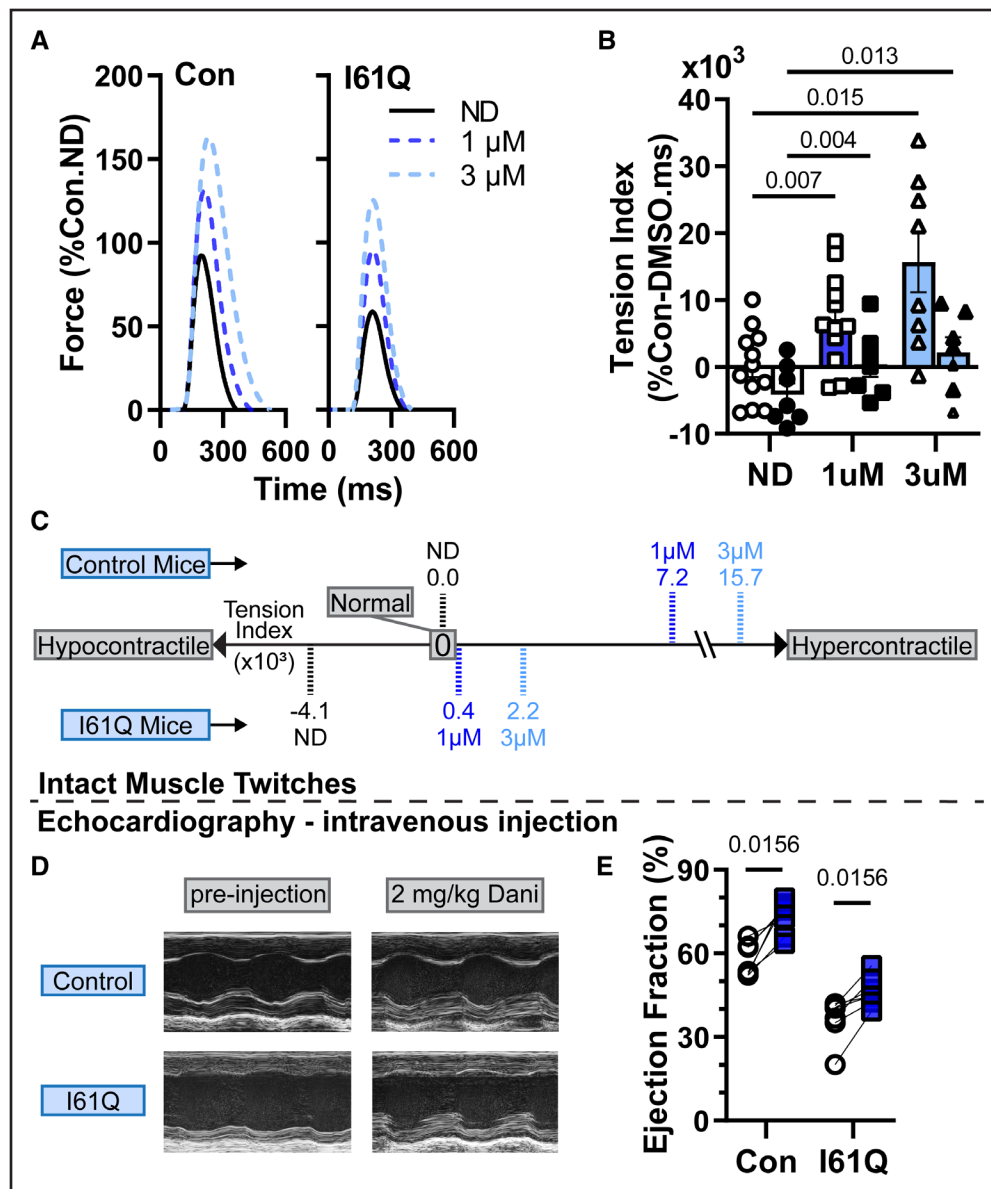 A
Con
I61Q
200
150
100
50
0
Force (%Con.ND)
ND
1 µM
3 µM
0 300 600 0 300 600
Time (ms)
B
x10³
0.013
0.015
0.004
0.007
40
30
20
10
0
-10
Tension Index
(%Con-DMSO.ms)
ND 1uM 3uM
C
Control Mice
ND
0.0
1µM
7.2
3µM
15.7
Normal
Tension
Index
(x10³)
Hypocontractile
0
Hypercontractile
I61Q Mice
-4.1
ND
0.4
1µM
2.2
3µM
Intact Muscle Twitches
Echocardiography - intravenous injection
D
pre-injection
2 mg/kg Dani
Control
I61Q
E
0.0156
0.0156
90
60
30
0
Ejection Fraction (%)
Con I61Q